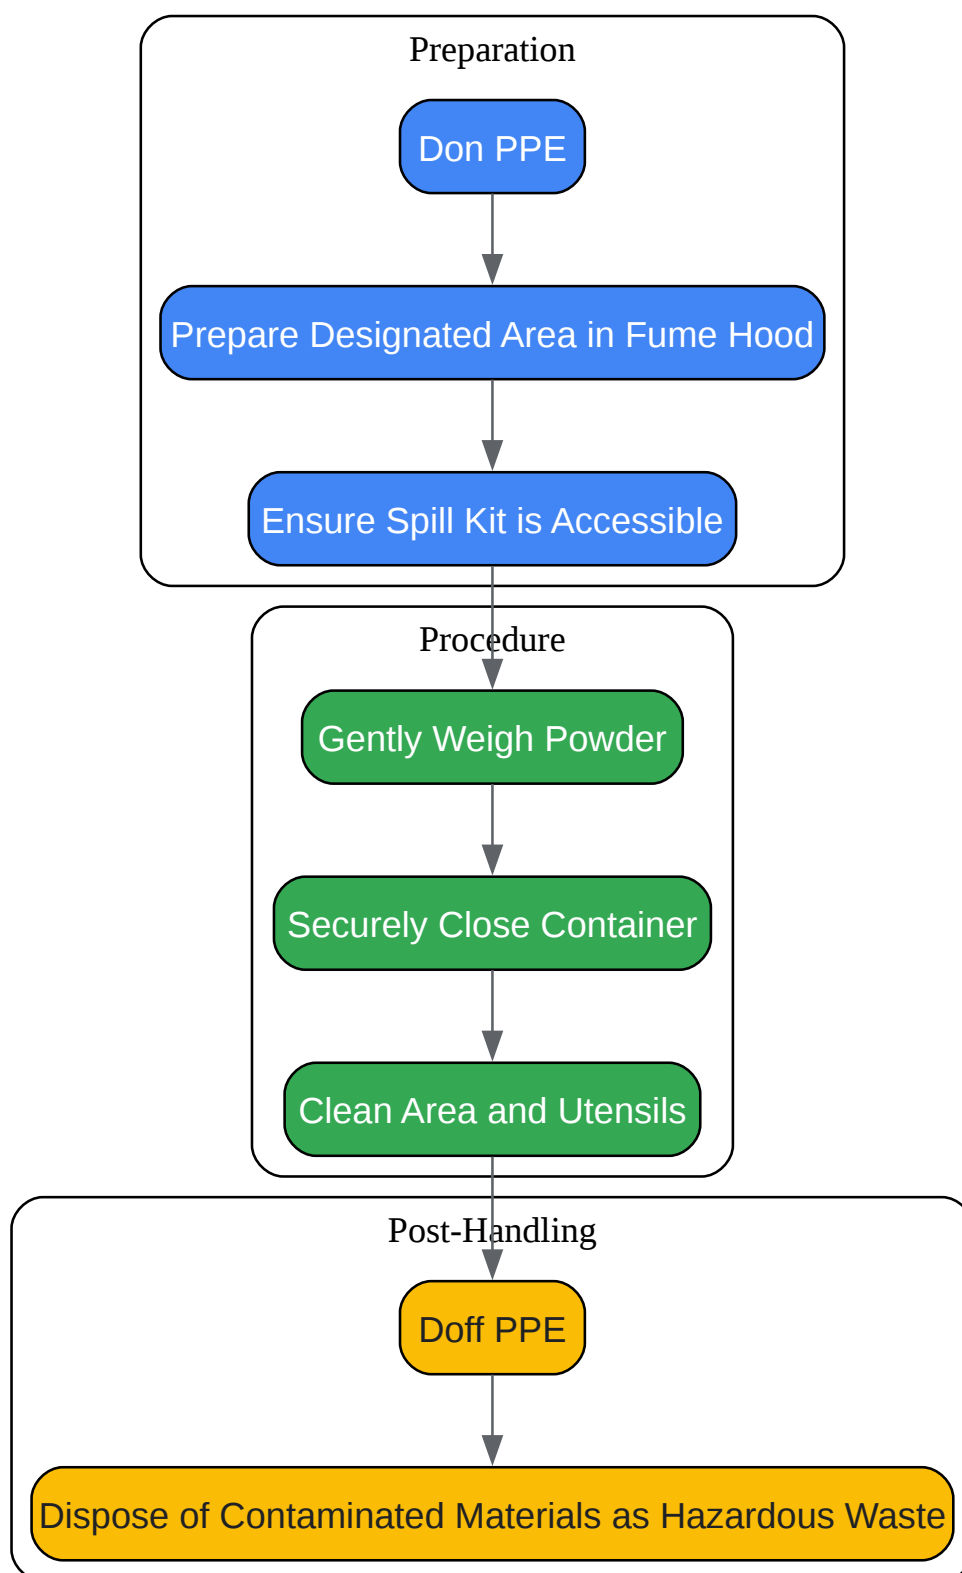 Preparation
Don PPE
Prepare Designated Area in Fume Hood
Ensure Spill Kit is Accessible
Procedure
Gently Weigh Powder
Securely Close Container
Clean Area and Utensils
Post-Handling
Doff PPE
Dispose of Contaminated Materials as Hazardous Waste